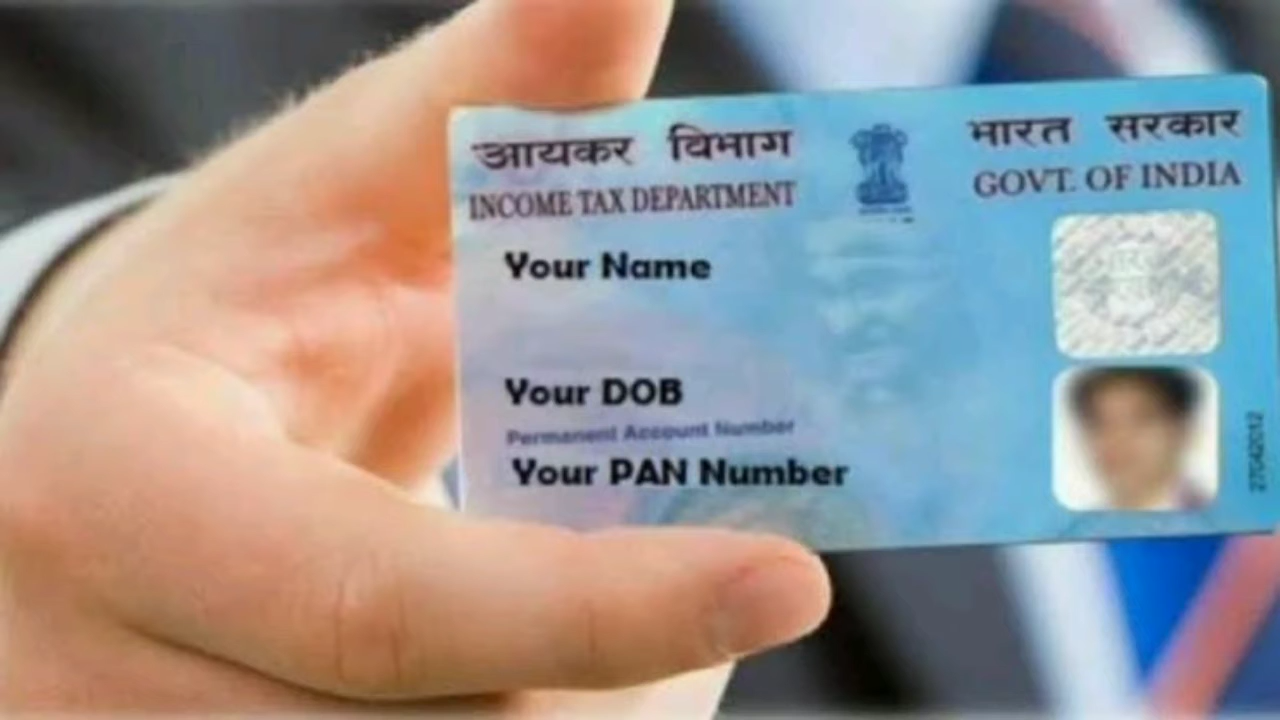 आयकर विभाग
INCOME TAX DEPARTMENT
भारत सरकार
GOVT. OF INDIA
Your Name
Your DOB
Permanent Account Number
Your PAN Number
27042012